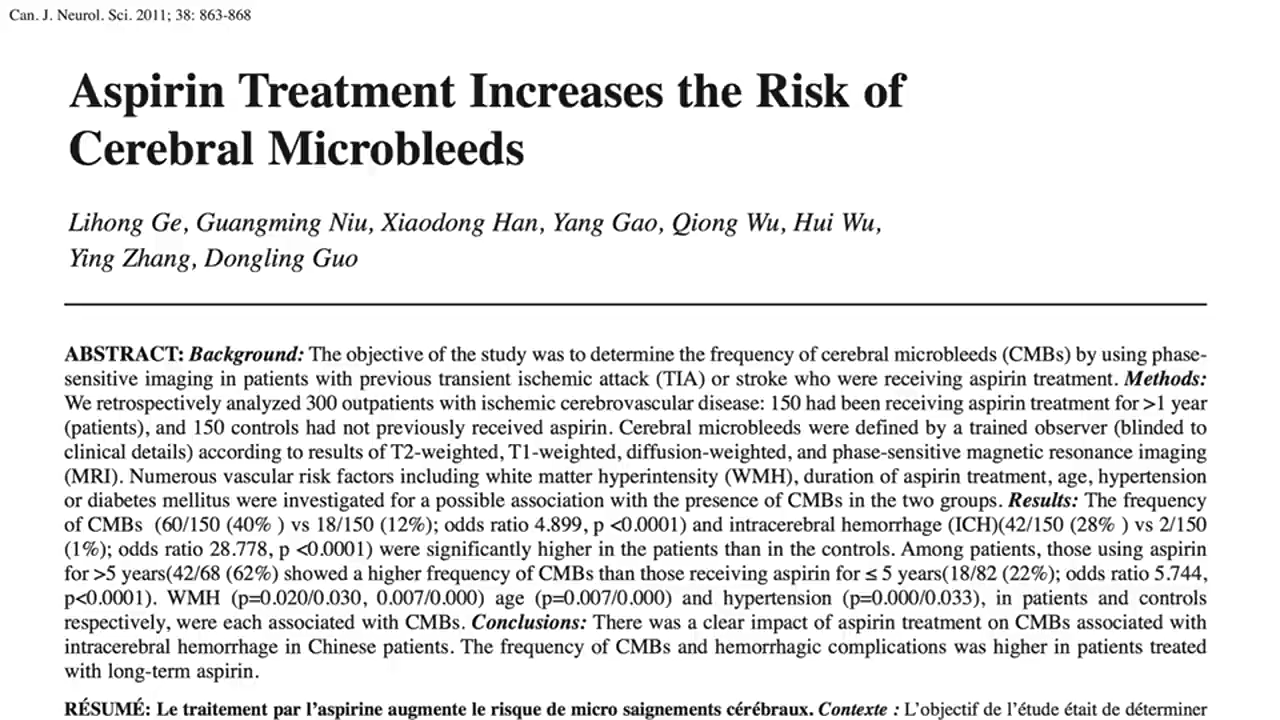 Can. J. Neurol. Sci. 2011; 38: 863-868
Aspirin Treatment Increases the Risk of
Cerebral Microbleeds
Lihong Ge, Guangming Niu, Xiaodong Han, Yang Gao, Qiong Wu, Hui Wu,
Ying Zhang, Dongling Guo
ABSTRACT: Background: The objective of the study was to determine the frequency of cerebral microbleeds (CMBs) by using phase-
sensitive imaging in patients with previous transient ischemic attack (TIA) or stroke who were receiving aspirin treatment. Methods:
We retrospectively analyzed 300 outpatients with ischemic cerebrovascular disease: 150 had been receiving aspirin treatment for >1 year
(patients), and 150 controls had not previously received aspirin. Cerebral microbleeds were defined by a trained observer (blinded to
clinical details) according to results of T2-weighted, T1-weighted, diffusion-weighted, and phase-sensitive magnetic resonance imaging
(MRI). Numerous vascular risk factors including white matter hyperintensity (WMH), duration of aspirin treatment, age, hypertension
or diabetes mellitus were investigated for a possible association with the presence of CMBs in the two groups. Results: The frequency
of CMBs (60/150 (40% ) vs 18/150 (12%); odds ratio 4.899, p <0.0001) and intracerebral hemorrhage (ICH)(42/150 (28% ) vs 2/150
(1%); odds ratio 28.778, p <0.0001) were significantly higher in the patients than in the controls. Among patients, those using aspirin
for >5 years(42/68 (62%) showed a higher frequency of CMBs than those receiving aspirin for ≤ 5 years(18/82 (22%); odds ratio 5.744,
p<0.0001). WMH (p=0.020/0.030, 0.007/0.000) age (p=0.007/0.000) and hypertension (p=0.000/0.033), in patients and controls
respectively, were each associated with CMBs. Conclusions: There was a clear impact of aspirin treatment on CMBs associated with
intracerebral hemorrhage in Chinese patients. The frequency of CMBs and hemorrhagic complications was higher in patients treated
with long-term aspirin.
RÉSUMÉ: Le traitement par l'aspirine augmente le risque de micro saignements cérébraux. Contexte : L'objectif de l'étude était de déterminer